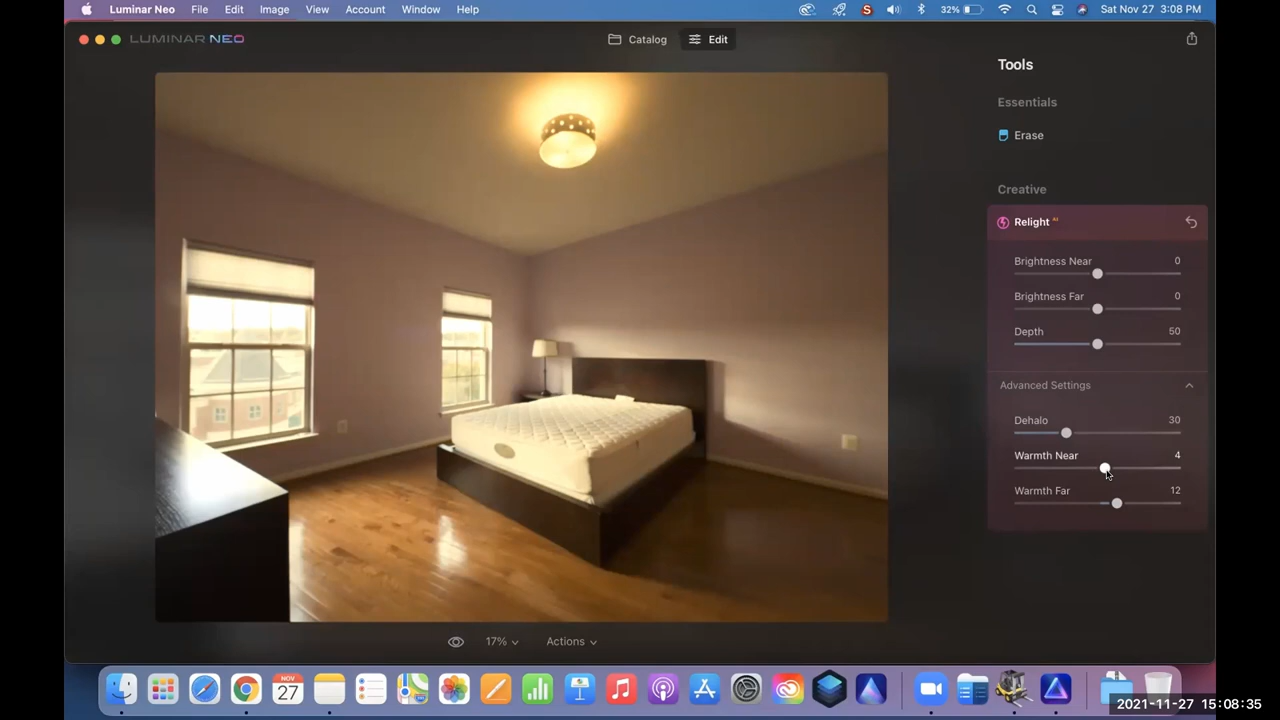 Luminar Neo File Edit Image View Account Window Help 32% Sat Nov 27 3:08 PM
LUMINAR NEO Catalog Edit
Tools
Essentials
Erase
Creative
Relight AI
Brightness Near 0
Brightness Far 0
Depth 50
Advanced Settings
Dehalo 30
Warmth Near 4
Warmth Far 12
17% Actions
NOV
27
2021-11-27 15:08:35